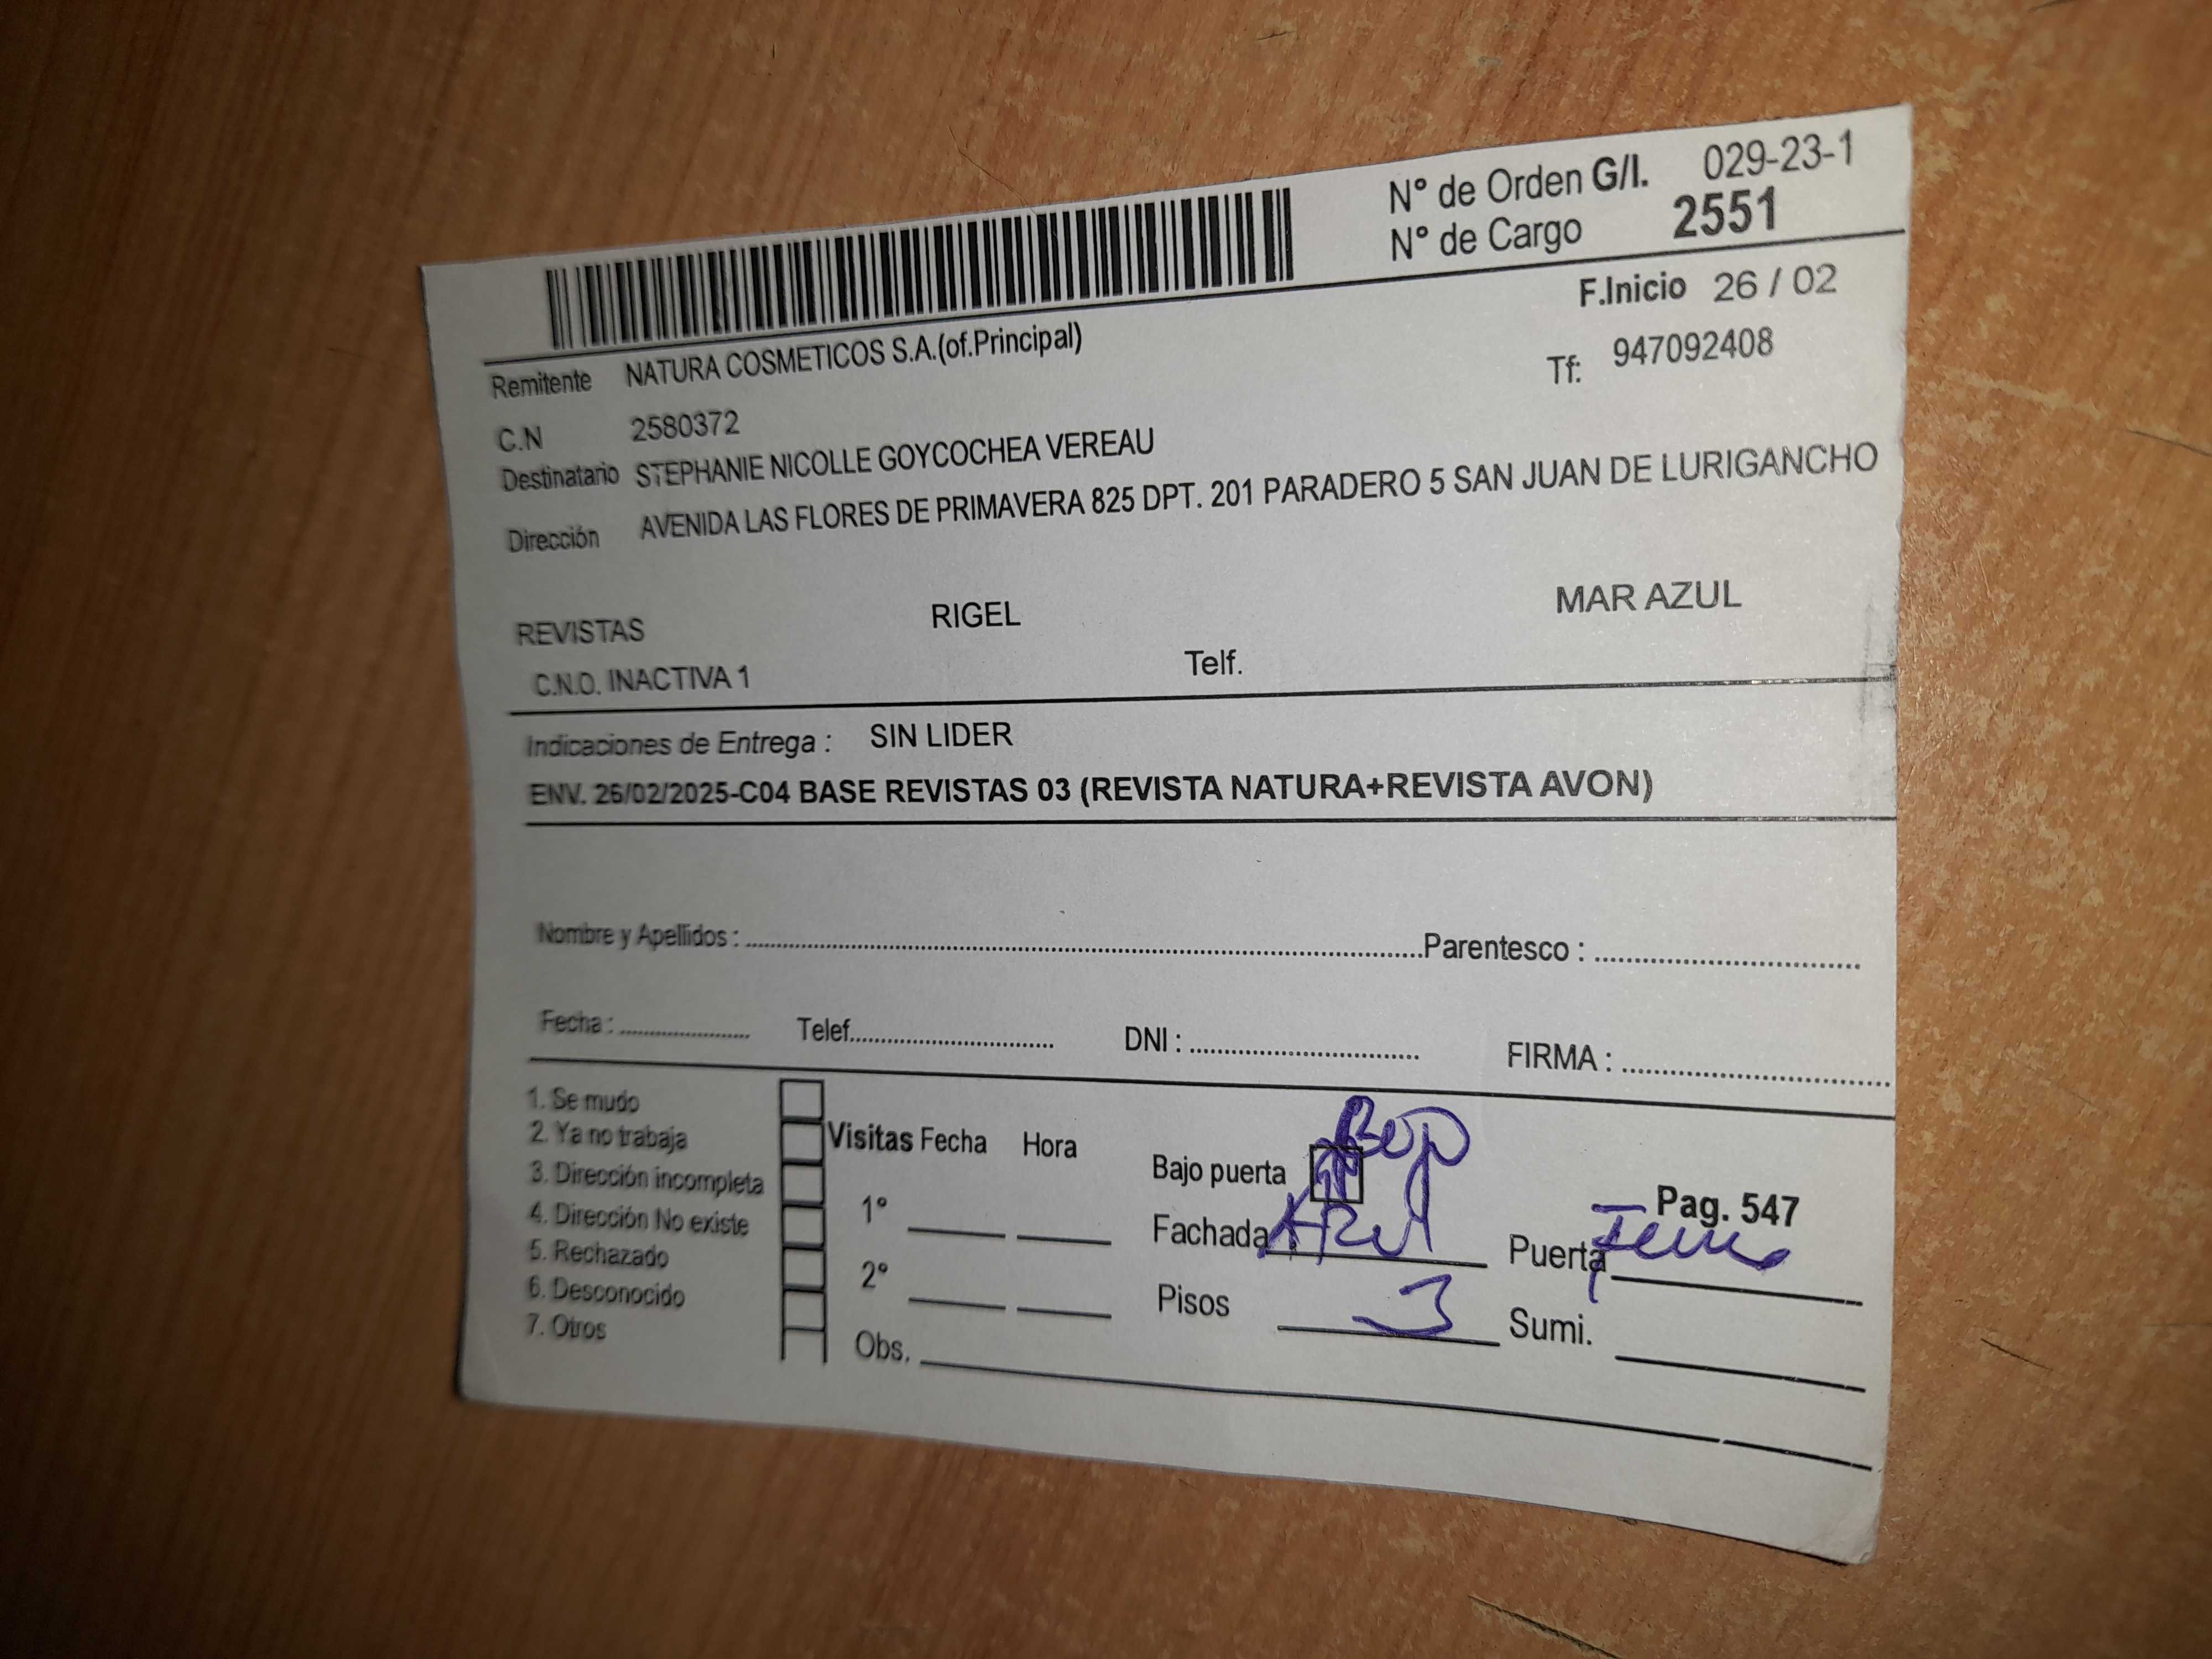 N° de Orden G/I. 029-23-1
N° de Cargo 2551
F.Inicio 26 / 02
Remitente NATURA COSMETICOS S.A.(of.Principal)
Tf: 947092408
C.N 2580372
Destinatario STEPHANIE NICOLLE GOYCOCHEA VEREAU
Dirección AVENIDA LAS FLORES DE PRIMAVERA 825 DPT. 201 PARADERO 5 SAN JUAN DE LURIGANCHO
REVISTAS RIGEL MAR AZUL
C.N.O. INACTIVA 1 Telf.
Indicaciones de Entrega : SIN LIDER
ENV. 26/02/2025-C04 BASE REVISTAS 03 (REVISTA NATURA+REVISTA AVON)
Nombre y Apellidos : Parentesco :
Fecha : Telef. DNI : FIRMA :
1. Se mudo
2. Ya no trabaja
3. Dirección incompleta
4. Dirección No existe
5. Rechazado
6. Desconocido
7. Otros
Visitas Fecha Hora
1°
2°
Obs.
Bajo puerta
Pag. 547
Fachada
Puerta
Pisos 3
Sumi.